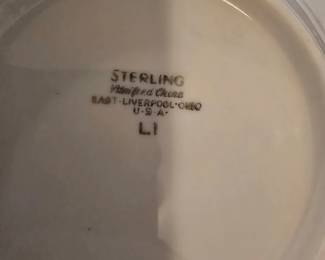 STERLING
Vitrified China
EAST-LIVERPOOL-OHIO
U-S-A-
L1